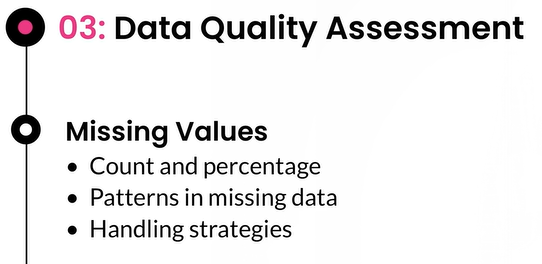 03: Data Quality Assessment
Missing Values
• Count and percentage
• Patterns in missing data
• Handling strategies